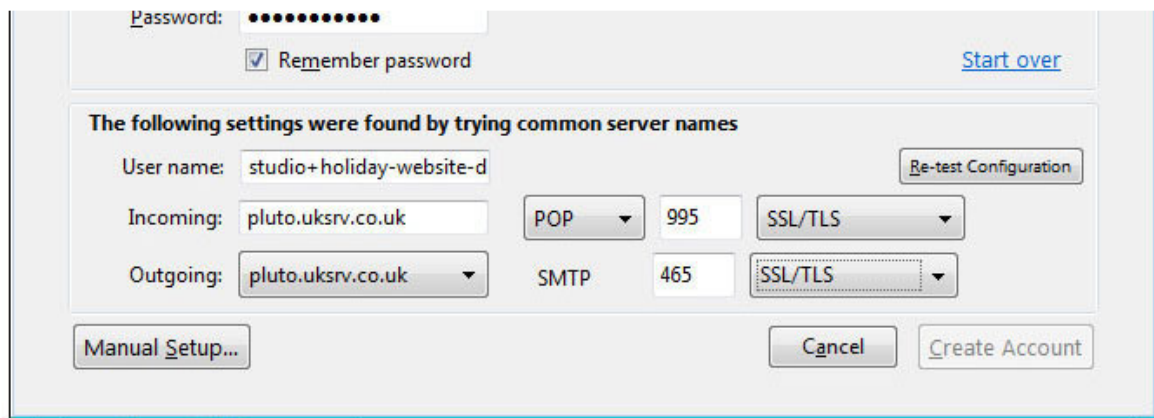 Password: ●●●●●●●●●●●
Remember password Start over
The following settings were found by trying common server names
User name: studio+holiday-website-d Re-test Configuration
Incoming: pluto.uksrv.co.uk POP 995 SSL/TLS
Outgoing: pluto.uksrv.co.uk SMTP 465 SSL/TLS
Manual Setup... Cancel Create Account